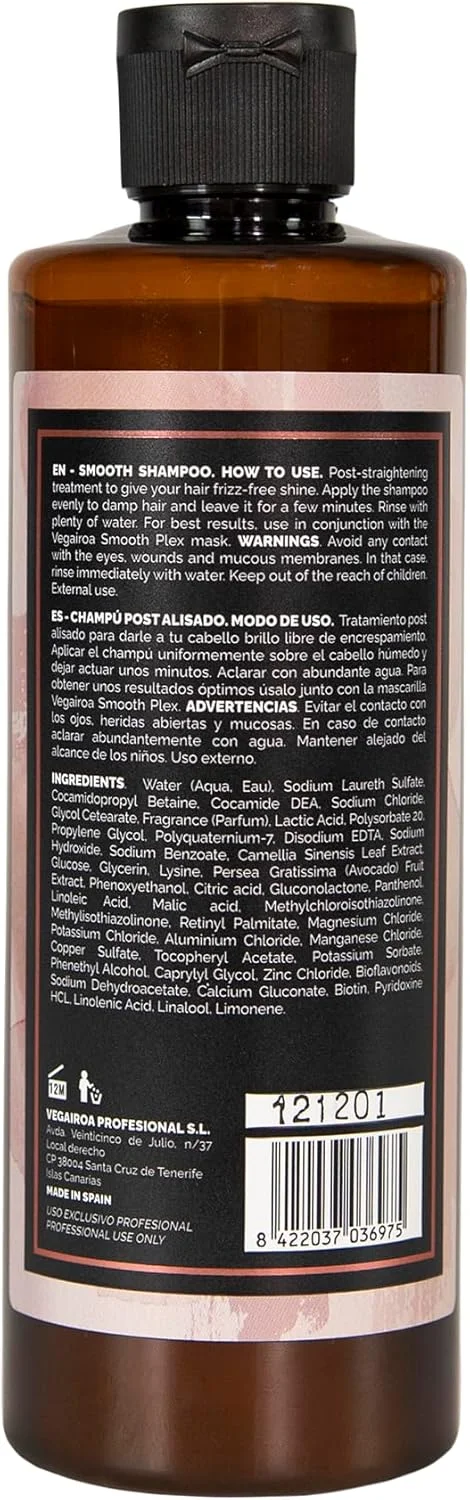 EN - SMOOTH SHAMPOO. HOW TO USE. Post-straightening
treatment to give your hair frizz-free shine. Apply the shampoo
evenly to damp hair and leave it for a few minutes. Rinse with
plenty of water. For best results, use in conjunction with the
Vegairoa Smooth Plex mask. WARNINGS. Avoid any contact
with the eyes, wounds and mucous membranes. In that case,
rinse immediately with water. Keep out of the reach of children.
External use.
ES - CHAMPÚ POST ALISADO. MODO DE USO. Tratamiento post
alisado para darle a tu cabello brillo libre de encrespamiento.
Aplicar el champú uniformemente sobre el cabello húmedo y
dejar actuar unos minutos. Aclarar con abundante agua. Para
obtener unos resultados óptimos úsalo junto con la mascarilla
Vegairoa Smooth Plex. ADVERTENCIAS. Evitar el contacto con
los ojos, heridas abiertas y mucosas. En caso de contacto
aclarar abundantemente con agua. Mantener alejado del
alcance de los niños. Uso externo.
INGREDIENTS. Water (Aqua, Eau), Sodium Laureth Sulfate,
Cocamidopropyl Betaine, Cocamide DEA, Sodium Chloride,
Glycol Cetearate, Fragrance (Parfum), Lactic Acid, Polysorbate 20,
Propylene Glycol, Polyquaternium-7, Disodium EDTA, Sodium
Hydroxide, Sodium Benzoate, Camellia Sinensis Leaf Extract,
Glucose, Glycerin, Lysine, Persea Gratissima (Avocado) Fruit
Extract, Phenoxyethanol, Citric acid, Gluconolactone, Panthenol,
Linoleic Acid, Malic acid, Methylchloroisothiazolinone,
Methylisothiazolinone, Retinyl Palmitate, Magnesium Chloride,
Potassium Chloride, Aluminium Chloride, Manganese Chloride,
Copper Sulfate, Tocopheryl Acetate, Potassium Sorbate,
Phenethyl Alcohol, Caprylyl Glycol, Zinc Chloride, Bioflavonoids,
Sodium Dehydroacetate, Calcium Gluconate, Biotin, Pyridoxine
HCL, Linolenic Acid, Linalool, Limonene.
12M
VEGAIROA PROFESIONAL S.L.
Avda. Veinticinco de Julio, n/37
Local derecho
CP 38004 Santa Cruz de Tenerife
Islas Canarias
MADE IN SPAIN
USO EXCLUSIVO PROFESIONAL
PROFESSIONAL USE ONLY
121201
8 422037 036975